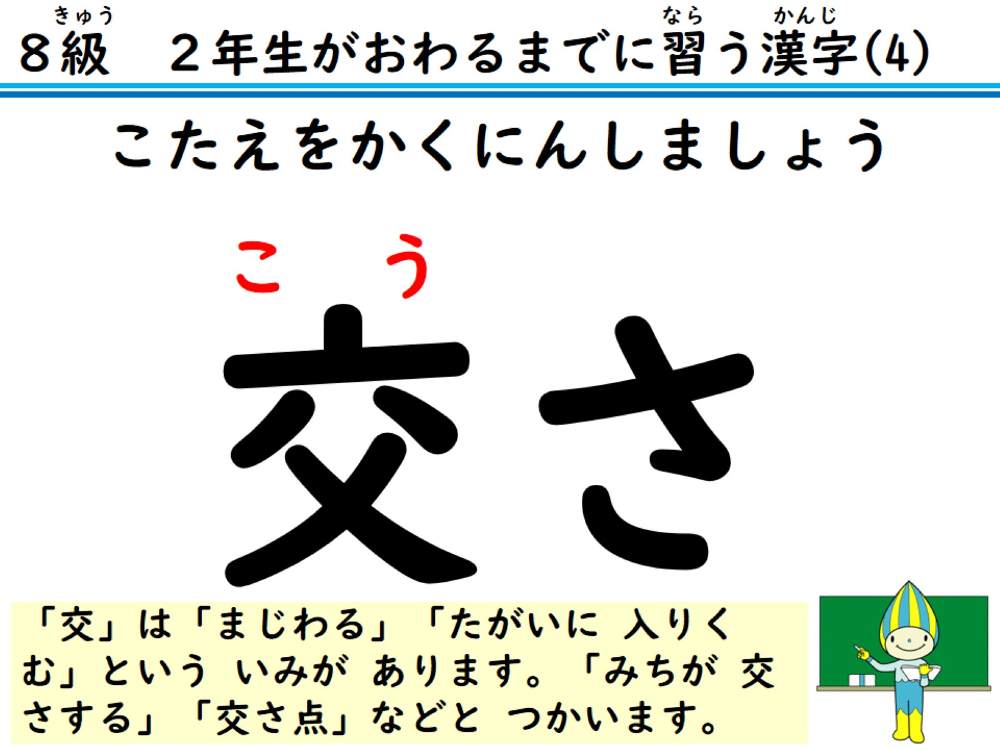 きゅう なら かんじ
８級　２年生がおわるまでに習う漢字(4)
こたえをかくにんしましょう
こう
交さ
「交」は「まじわる」「たがいに 入りく
む」という いみが あります。「みちが 交
さする」「交さ点」などと つかいます。